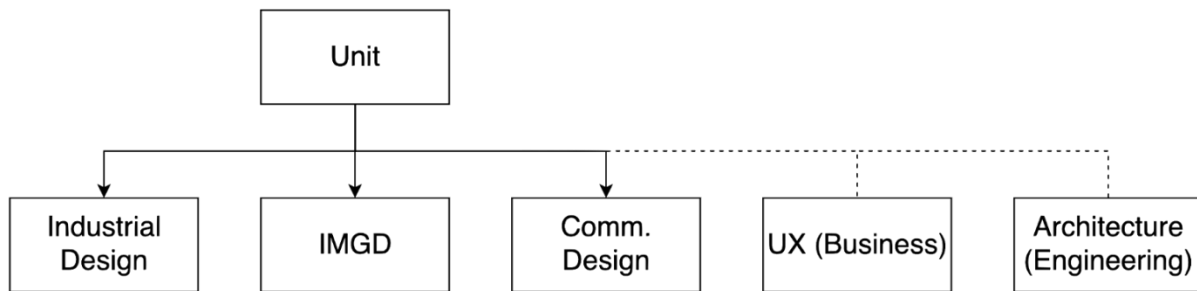 Unit
Industrial
Design
IMGD
Comm.
Design
UX (Business)
Architecture
(Engineering)